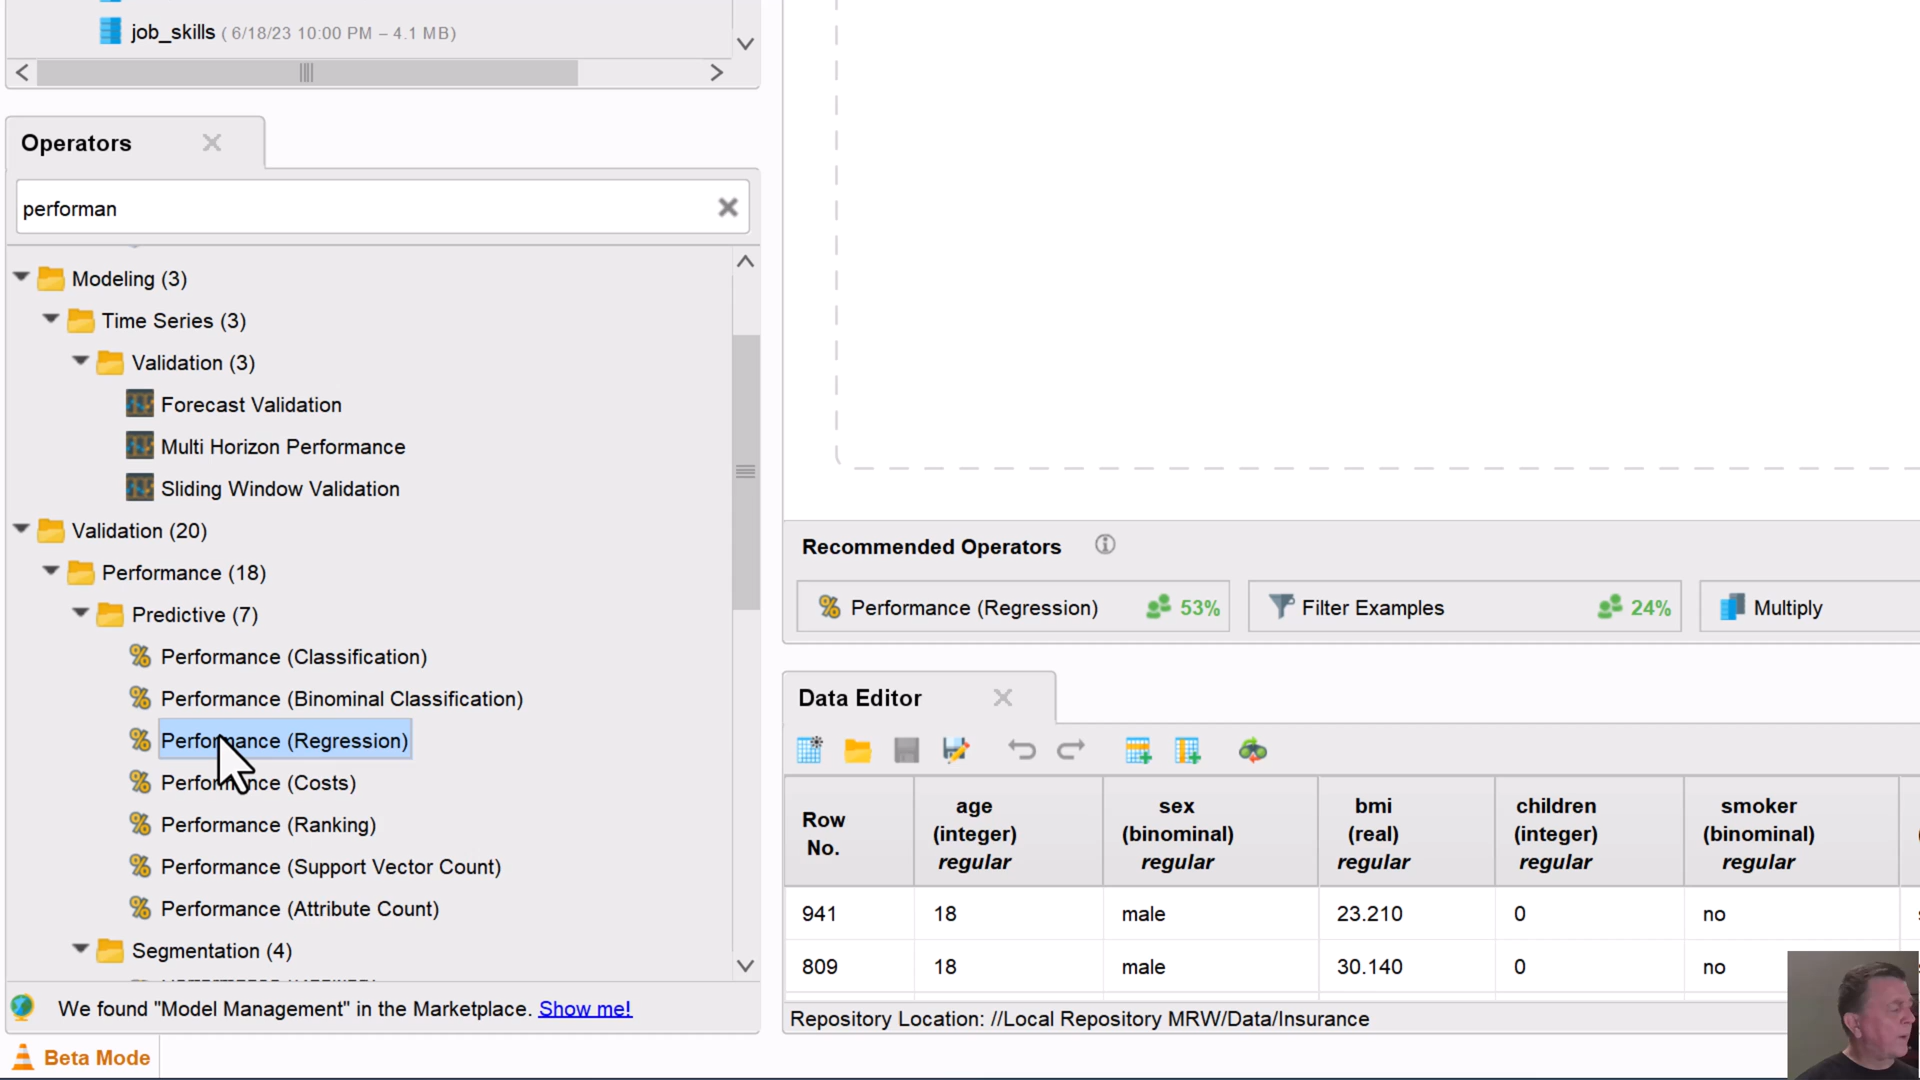 job_skills ( 6/18/23 10:00 PM – 4.1 MB)
Operators
performan
Modeling (3)
Time Series (3)
Validation (3)
Forecast Validation
Multi Horizon Performance
Sliding Window Validation
Validation (20)
Performance (18)
Predictive (7)
Performance (Classification)
Performance (Binominal Classification)
Performance (Regression)
Performance (Costs)
Performance (Ranking)
Performance (Support Vector Count)
Performance (Attribute Count)
Segmentation (4)
We found "Model Management" in the Marketplace. Show me!
Beta Mode
Recommended Operators
Performance (Regression) 53% Filter Examples 24% Multiply
Data Editor
Row No. age (integer) regular sex (binominal) regular bmi (real) regular children (integer) regular smoker (binominal) regular
941 18 male 23.210 0 no
809 18 male 30.140 0 no
Repository Location: //Local Repository MRW/Data/Insurance